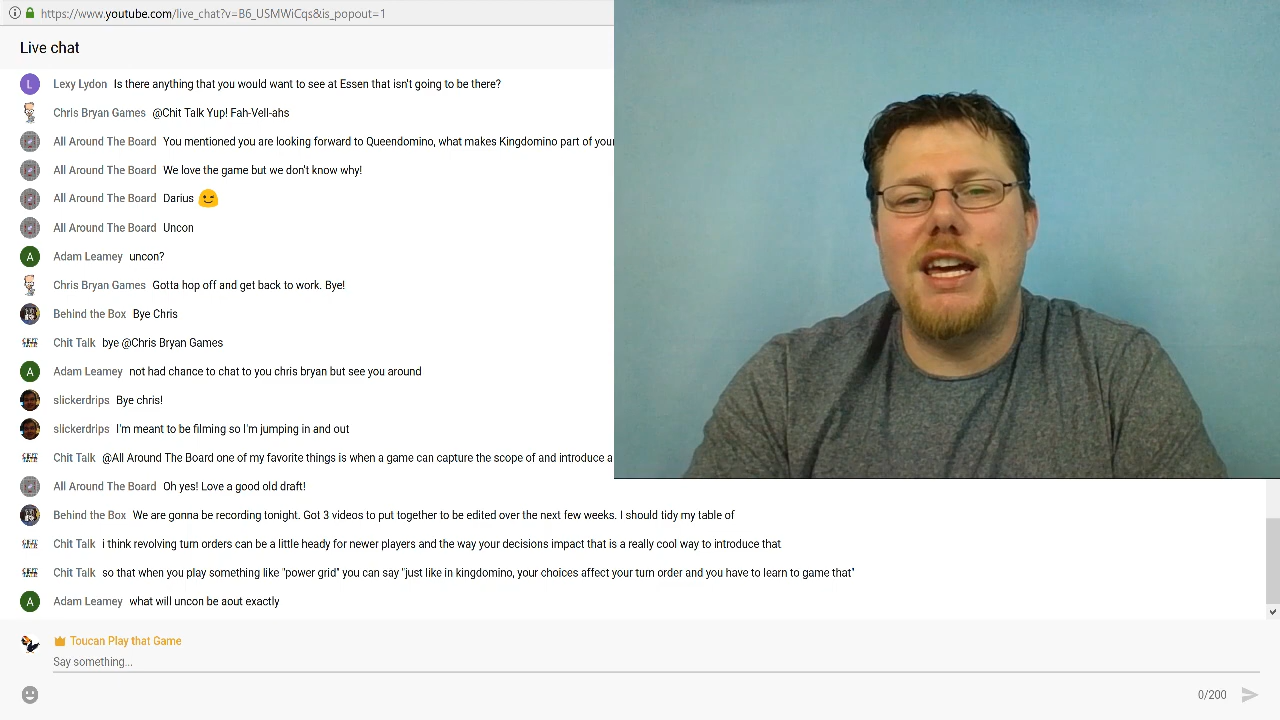 https://www.youtube.com/live_chat?v=B6_USMWiCqs&is_popout=1
Live chat
L Lexy Lydon Is there anything that you would want to see at Essen that isn't going to be there?
Chris Bryan Games @Chit Talk Yup! Fah-Vell-ahs
All Around The Board You mentioned you are looking forward to Queendomino, what makes Kingdomino part of your
All Around The Board We love the game but we don't know why!
All Around The Board Darius 😉
All Around The Board Uncon
A Adam Leamey uncon?
Chris Bryan Games Gotta hop off and get back to work. Bye!
Behind the Box Bye Chris
Chit Talk bye @Chris Bryan Games
A Adam Leamey not had chance to chat to you chris bryan but see you around
slickerdrips Bye chris!
slickerdrips I'm meant to be filming so I'm jumping in and out
Chit Talk @All Around The Board one of my favorite things is when a game can capture the scope of and introduce a
All Around The Board Oh yes! Love a good old draft!
Behind the Box We are gonna be recording tonight. Got 3 videos to put together to be edited over the next few weeks. I should tidy my table of
Chit Talk i think revolving turn orders can be a little heady for newer players and the way your decisions impact that is a really cool way to introduce that
Chit Talk so that when you play something like "power grid" you can say "just like in kingdomino, your choices affect your turn order and you have to learn to game that"
A Adam Leamey what will uncon be aout exactly
Toucan Play that Game
Say something...
0/200